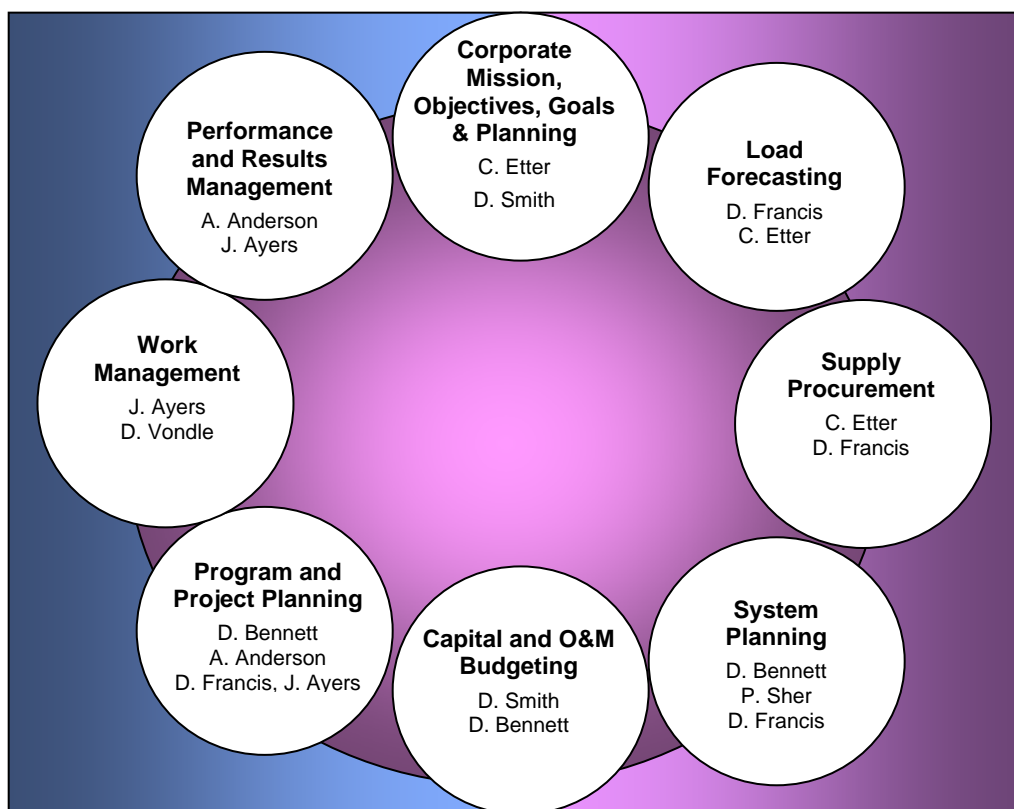 Corporate
Mission,
Objectives, Goals
& Planning
C. Etter
D. Smith
Load
Forecasting
D. Francis
C. Etter
Supply
Procurement
C. Etter
D. Francis
System
Planning
D. Bennett
P. Sher
D. Francis
Capital and O&M
Budgeting
D. Smith
D. Bennett
Program and
Project Planning
D. Bennett
A. Anderson
D. Francis, J. Ayers
Work
Management
J. Ayers
D. Vondle
Performance
and Results
Management
A. Anderson
J. Ayers